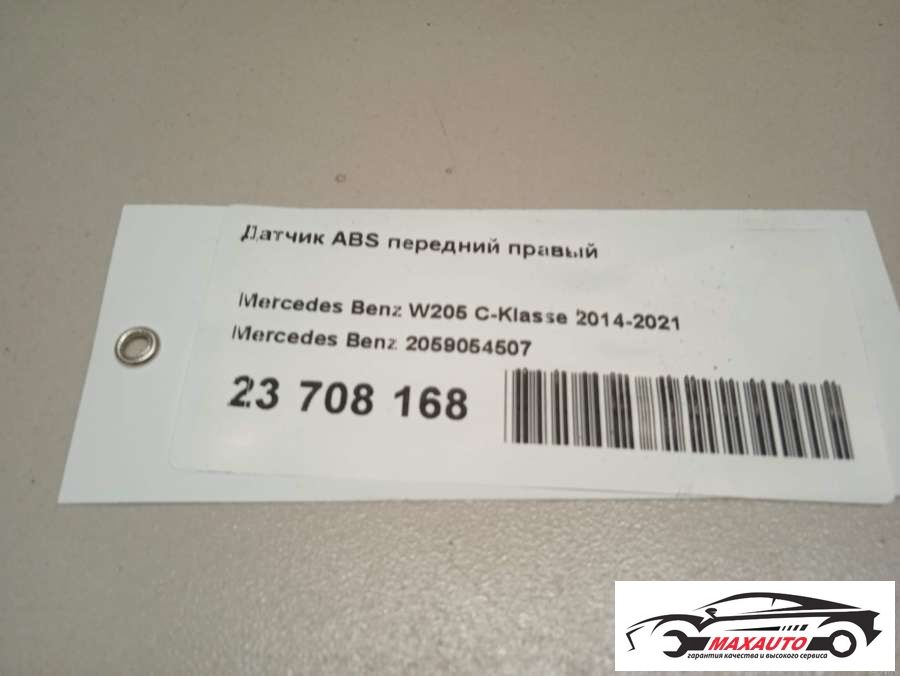 Датчик ABS передний правый
Mercedes Benz W205 C-Klasse 2014-2021
Mercedes Benz 2059054507
23 708 168
MAXAUTO
гарантия качества и высокого сервиса